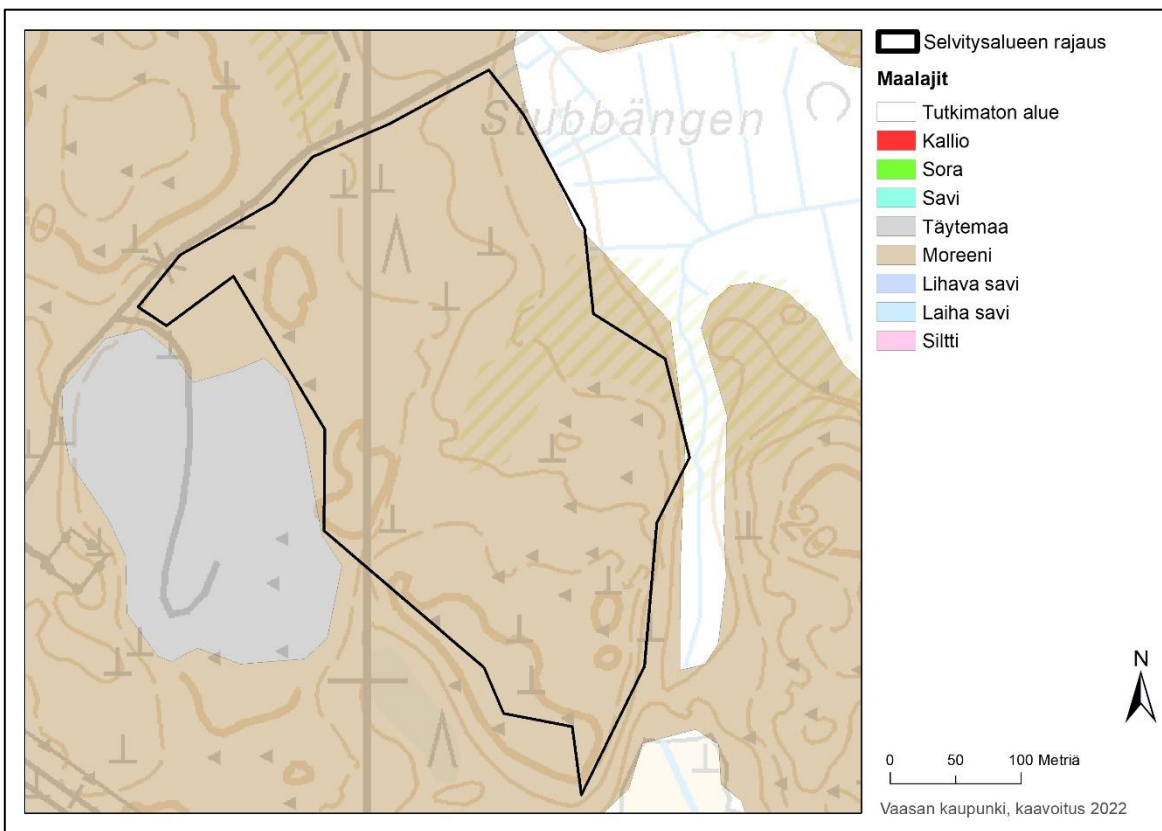 Stubbängen
20
Selvitysalueen rajaus
Maalajit
Tutkimaton alue
Kallio
Sora
Savi
Täytemaa
Moreeni
Lihava savi
Laiha savi
Siltti
N
0 50 100 Metriä
Vaasan kaupunki, kaavoitus 2022